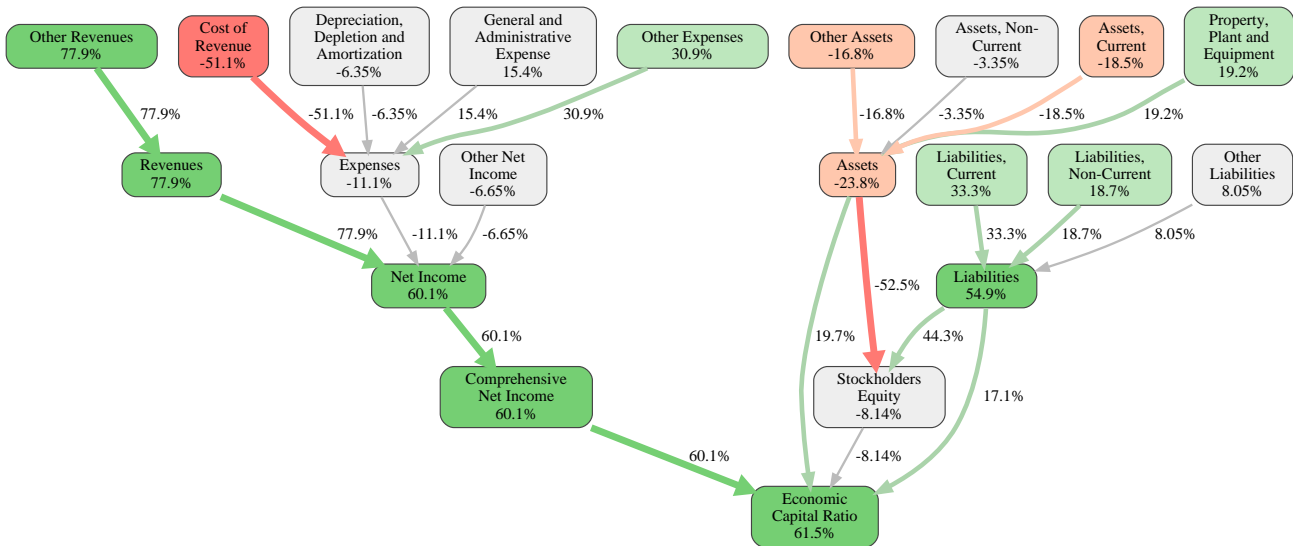 Other Revenues
77.9%
Cost of
Revenue
-51.1%
Depreciation,
Depletion and
Amortization
-6.35%
General and
Administrative
Expense
15.4%
Other Expenses
30.9%
Other Assets
-16.8%
Assets, Non-
Current
-3.35%
Assets,
Current
-18.5%
Property,
Plant and
Equipment
19.2%
77.9%
-51.1%
-6.35%
15.4%
30.9%
-16.8%
-3.35%
-18.5%
19.2%
Revenues
77.9%
Expenses
-11.1%
Other Net
Income
-6.65%
Assets
-23.8%
Liabilities,
Current
33.3%
Liabilities,
Non-Current
18.7%
Other
Liabilities
8.05%
77.9%
-11.1%
-6.65%
33.3%
18.7%
8.05%
Net Income
60.1%
-52.5%
Liabilities
54.9%
60.1%
19.7%
44.3%
Comprehensive
Net Income
60.1%
Stockholders
Equity
-8.14%
17.1%
60.1%
-8.14%
Economic
Capital Ratio
61.5%